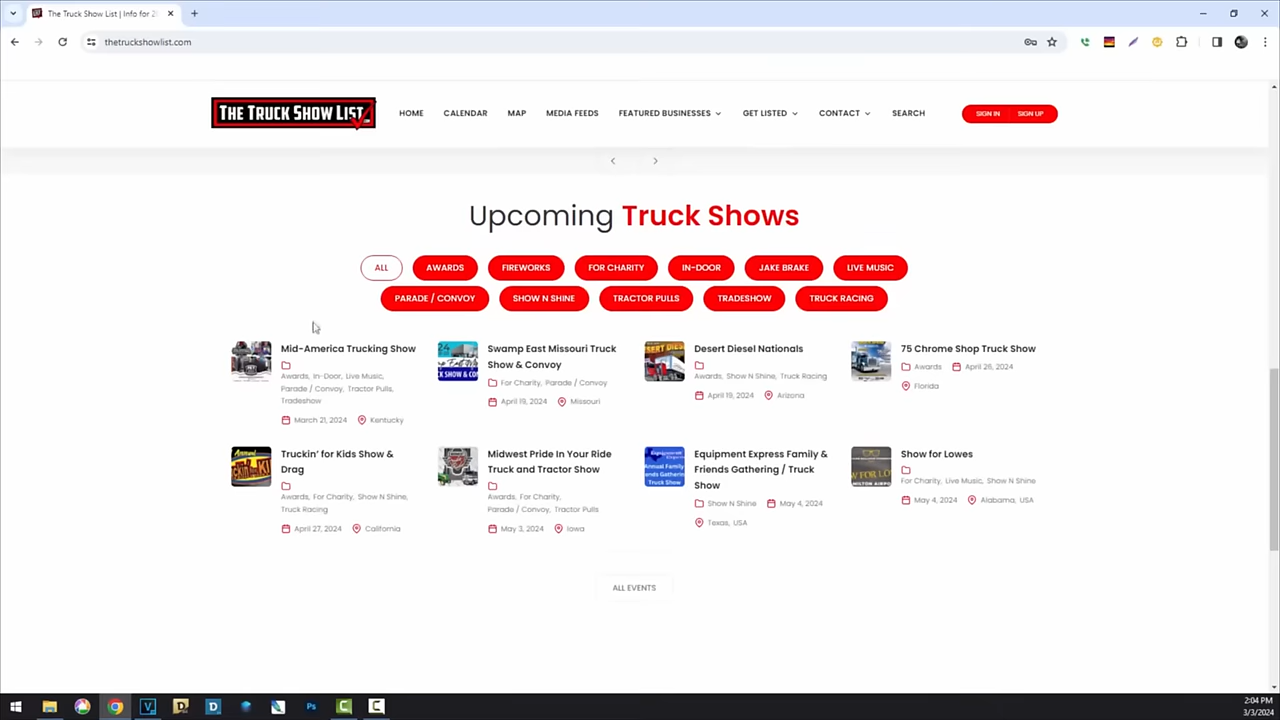 The Truck Show List | Info for 2
thetruckshowlist.com
THE TRUCK SHOW LIST
HOME CALENDAR MAP MEDIA FEEDS FEATURED BUSINESSES GET LISTED CONTACT SEARCH SIGN IN SIGN UP
Upcoming Truck Shows
ALL AWARDS FIREWORKS FOR CHARITY IN-DOOR JAKE BRAKE LIVE MUSIC
PARADE / CONVOY SHOW N SHINE TRACTOR PULLS TRADESHOW TRUCK RACING
Mid-America Trucking Show
Awards, In-Door, Live Music,
Parade / Convoy, Tractor Pulls,
Tradeshow
March 21, 2024 Kentucky
Swamp East Missouri Truck
Show & Convoy
For Charity, Parade / Convoy
April 19, 2024 Missouri
Desert Diesel Nationals
Awards, Show N Shine, Truck Racing
April 19, 2024 Arizona
75 Chrome Shop Truck Show
Awards April 26, 2024
Florida
Truckin' for Kids Show &
Drag
Awards, For Charity, Show N Shine,
Truck Racing
April 27, 2024 California
Midwest Pride In Your Ride
Truck and Tractor Show
Awards, For Charity,
Parade / Convoy, Tractor Pulls
May 3, 2024 Iowa
Equipment Express Family &
Friends Gathering / Truck
Show
Show N Shine May 4, 2024
Texas, USA
Show for Lowes
For Charity, Live Music, Show N Shine
May 4, 2024 Alabama, USA
ALL EVENTS
2:04 PM
3/3/2024